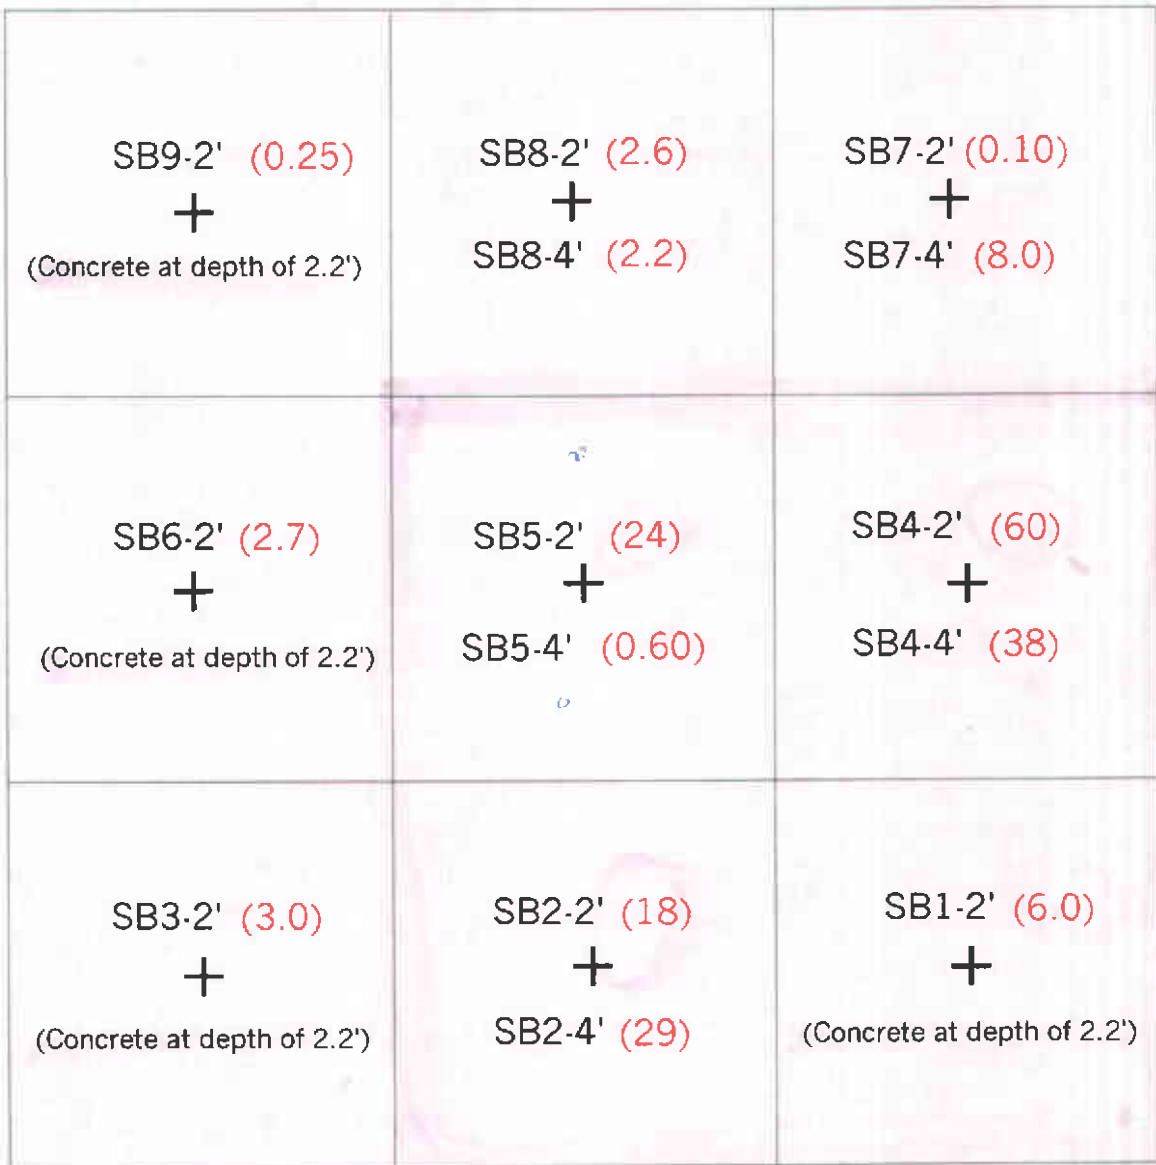 SB9-2' (0.25)
(Concrete at depth of 2.2')
SB8-2' (2.6)
SB8-4' (2.2)
SB7-2' (0.10)
SB7-4' (8.0)
SB6-2' (2.7)
(Concrete at depth of 2.2')
SB5-2' (24)
SB5-4' (0.60)
SB4-2' (60)
SB4-4' (38)
SB3-2' (3.0)
(Concrete at depth of 2.2')
SB2-2' (18)
SB2-4' (29)
SB1-2' (6.0)
(Concrete at depth of 2.2')